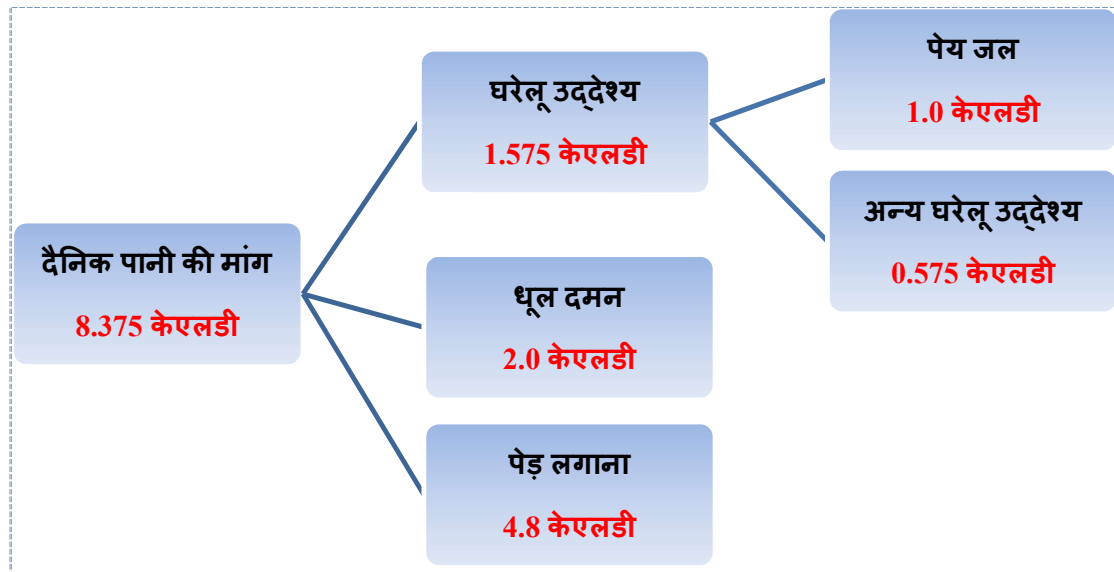 दैनिक पानी की मांग
8.375 केएलडी
घरेलू उद्देश्य
1.575 केएलडी
पेय जल
1.0 केएलडी
अन्य घरेलू उद्देश्य
0.575 केएलडी
धूल दमन
2.0 केएलडी
पेड़ लगाना
4.8 केएलडी